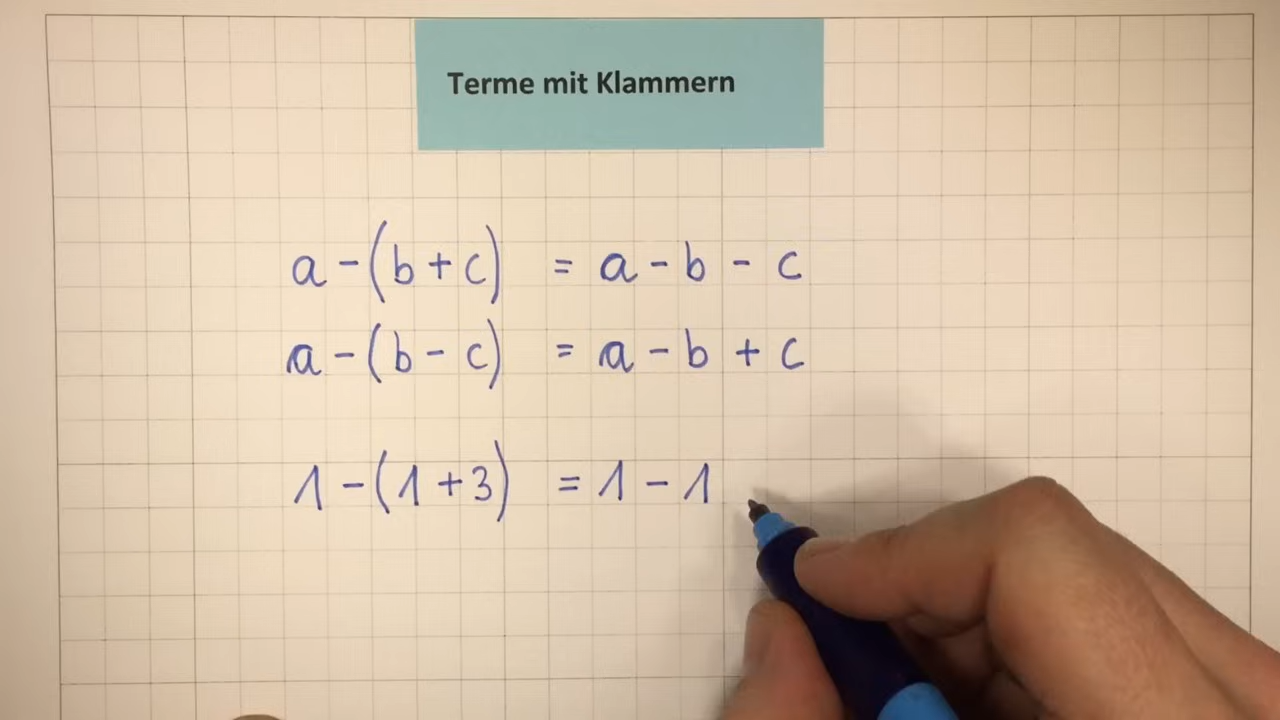 Terme mit Klammern
a - (b + c) = a - b - c
a - (b - c) = a - b + c
1 - (1 + 3) = 1 - 1